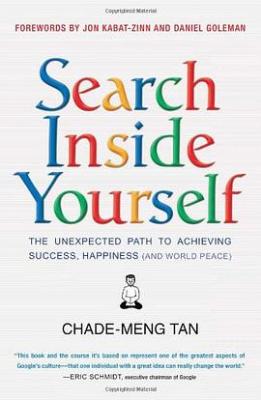 FOREWORDS BY JON KABAT-ZINN AND DANIEL GOLEMAN
Search
Inside
Yourself
THE UNEXPECTED PATH TO ACHIEVING
SUCCESS, HAPPINESS (AND WORLD PEACE)
CHADE-MENG TAN
"This book and the course it's based on represent one of the greatest aspects of
Google's culture—that one individual with a great idea can really change the world."
—ERIC SCHMIDT, executive chairman of Google